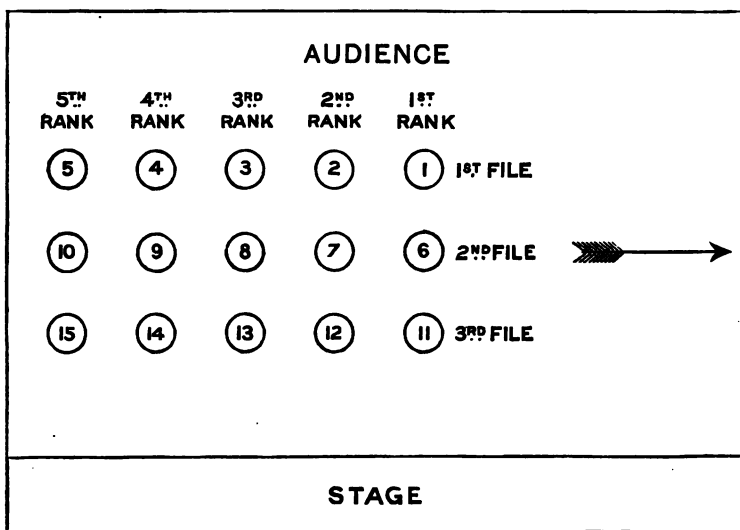 AUDIENCE
5TH 4TH 3RD 2ND 1ST
RANK RANK RANK RANK RANK
5 4 3 2 1 1ST FILE
10 9 8 7 6 2ND FILE
15 14 13 12 11 3RD FILE
STAGE